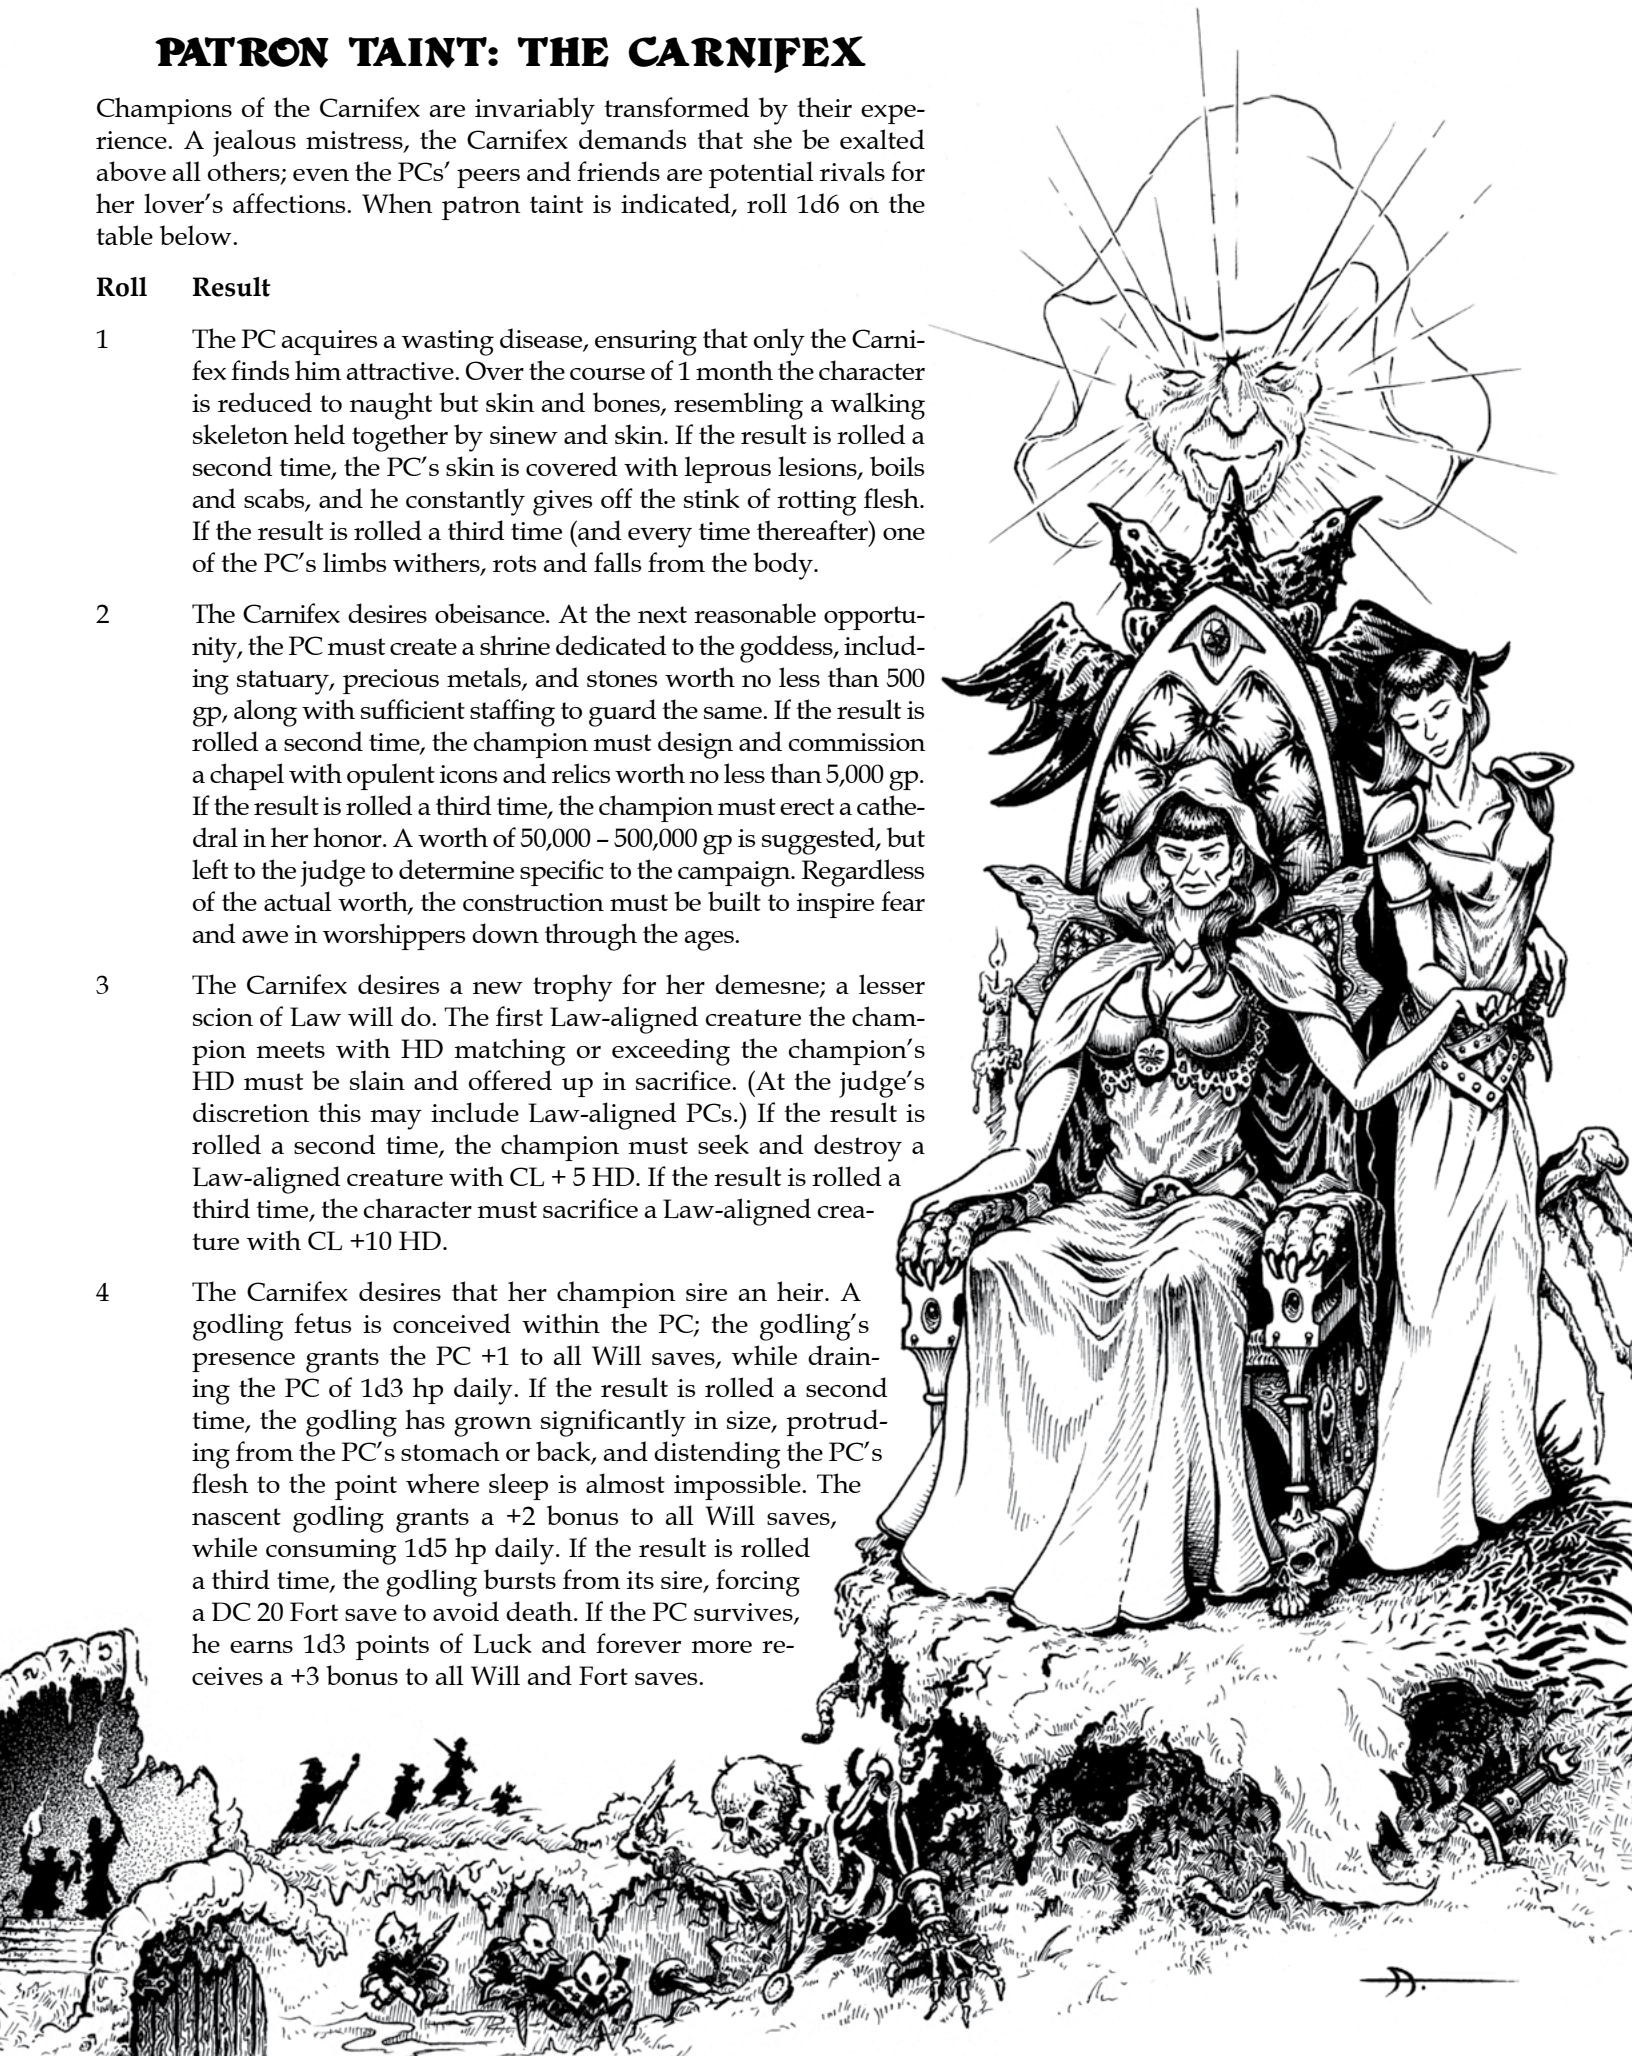 PATRON TAINT: THE CARNIFEX
Champions of the Carnifex are invariably transformed by their expe-
rience. A jealous mistress, the Carnifex demands that she be exalted
above all others; even the PCs’ peers and friends are potential rivals for
her lover’s affections. When patron taint is indicated, roll 1d6 on the
table below.
Roll Result
1 The PC acquires a wasting disease, ensuring that only the Carni-
fex finds him attractive. Over the course of 1 month the character
is reduced to naught but skin and bones, resembling a walking
skeleton held together by sinew and skin. If the result is rolled a
second time, the PC’s skin is covered with leprous lesions, boils
and scabs, and he constantly gives off the stink of rotting flesh.
If the result is rolled a third time (and every time thereafter) one
of the PC’s limbs withers, rots and falls from the body.
2 The Carnifex desires obeisance. At the next reasonable opportu-
nity, the PC must create a shrine dedicated to the goddess, includ-
ing statuary, precious metals, and stones worth no less than 500
gp, along with sufficient staffing to guard the same. If the result is
rolled a second time, the champion must design and commission
a chapel with opulent icons and relics worth no less than 5,000 gp.
If the result is rolled a third time, the champion must erect a cathe-
dral in her honor. A worth of 50,000 – 500,000 gp is suggested, but
left to the judge to determine specific to the campaign. Regardless
of the actual worth, the construction must be built to inspire fear
and awe in worshippers down through the ages.
3 The Carnifex desires a new trophy for her demesne; a lesser
scion of Law will do. The first Law-aligned creature the cham-
pion meets with HD matching or exceeding the champion’s
HD must be slain and offered up in sacrifice. (At the judge’s
discretion this may include Law-aligned PCs.) If the result is
rolled a second time, the champion must seek and destroy a
Law-aligned creature with CL + 5 HD. If the result is rolled a
third time, the character must sacrifice a Law-aligned crea-
ture with CL +10 HD.
4 The Carnifex desires that her champion sire an heir. A
godling fetus is conceived within the PC; the godling’s
presence grants the PC +1 to all Will saves, while drain-
ing the PC of 1d3 hp daily. If the result is rolled a second
time, the godling has grown significantly in size, protrud-
ing from the PC’s stomach or back, and distending the PC’s
flesh to the point where sleep is almost impossible. The
nascent godling grants a +2 bonus to all Will saves,
while consuming 1d5 hp daily. If the result is rolled
a third time, the godling bursts from its sire, forcing
a DC 20 Fort save to avoid death. If the PC survives,
he earns 1d3 points of Luck and forever more re-
ceives a +3 bonus to all Will and Fort saves.